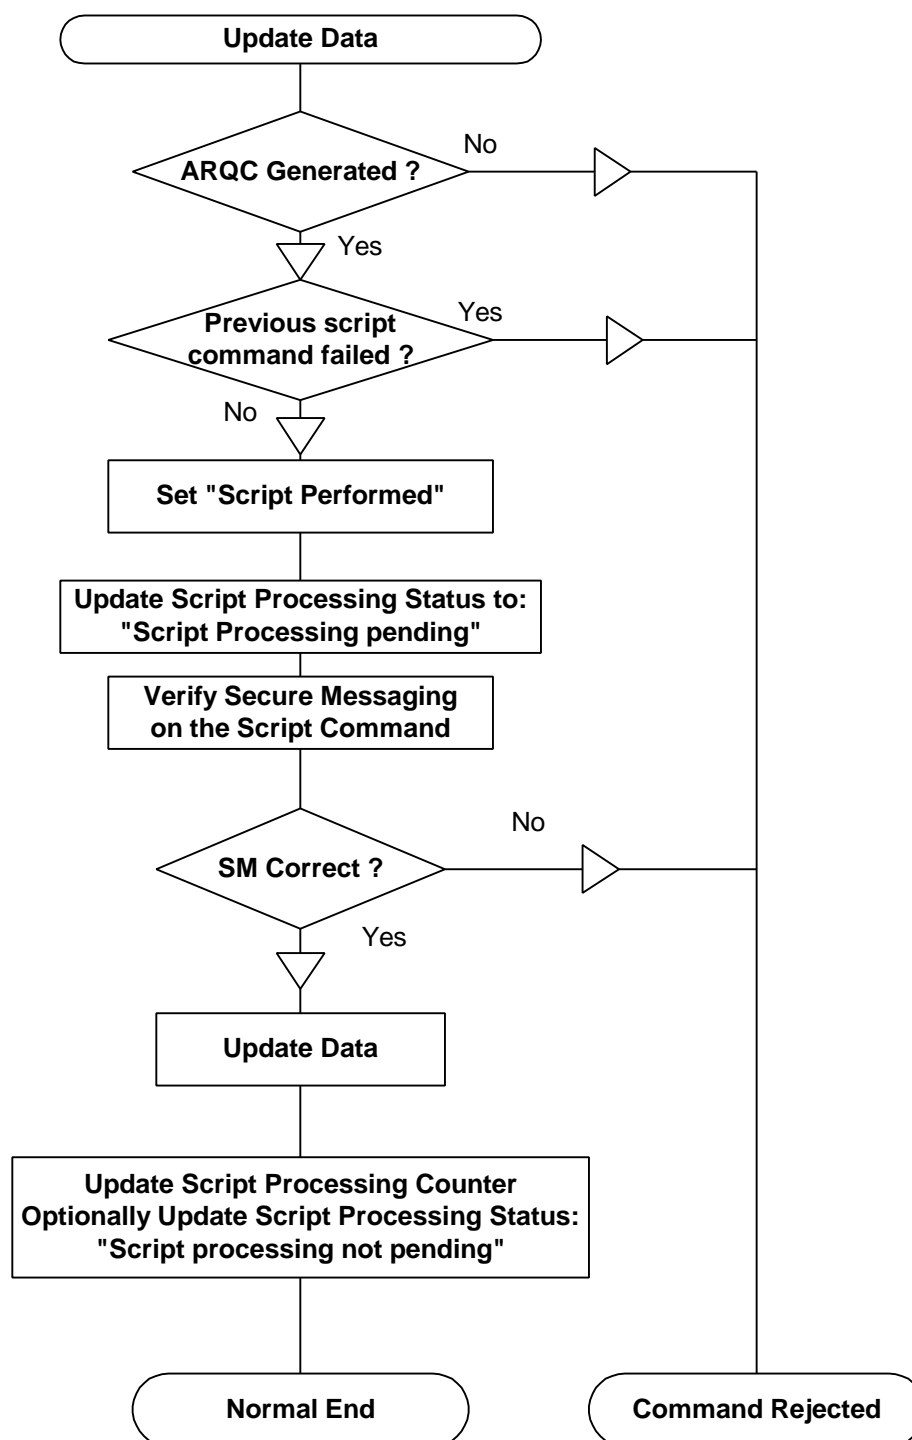 Update Data
No
ARQC Generated ?
Yes
Yes
Previous script
command failed ?
No
Set "Script Performed"
Update Script Processing Status to:
"Script Processing pending"
Verify Secure Messaging
on the Script Command
No
SM Correct ?
Yes
Update Data
Update Script Processing Counter
Optionally Update Script Processing Status:
"Script processing not pending"
Normal End
Command Rejected